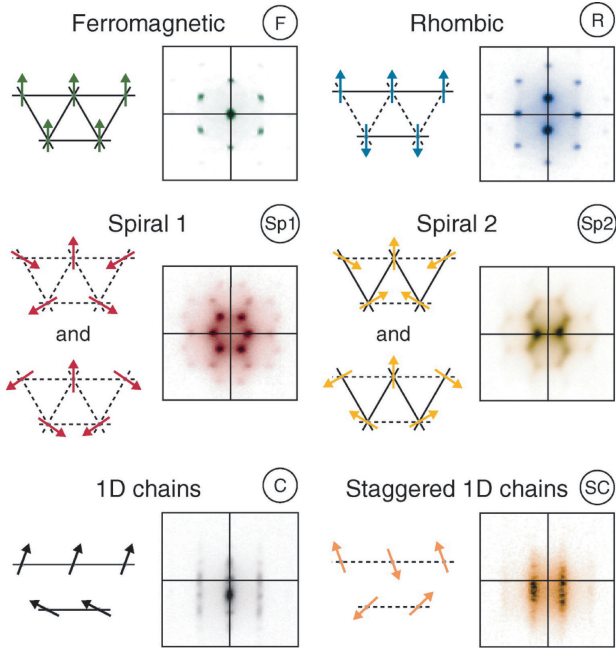 Ferromagnetic F
Rhombic R
Spiral 1 Sp1
and
Spiral 2 Sp2
and
1D chains C
Staggered 1D chains SC